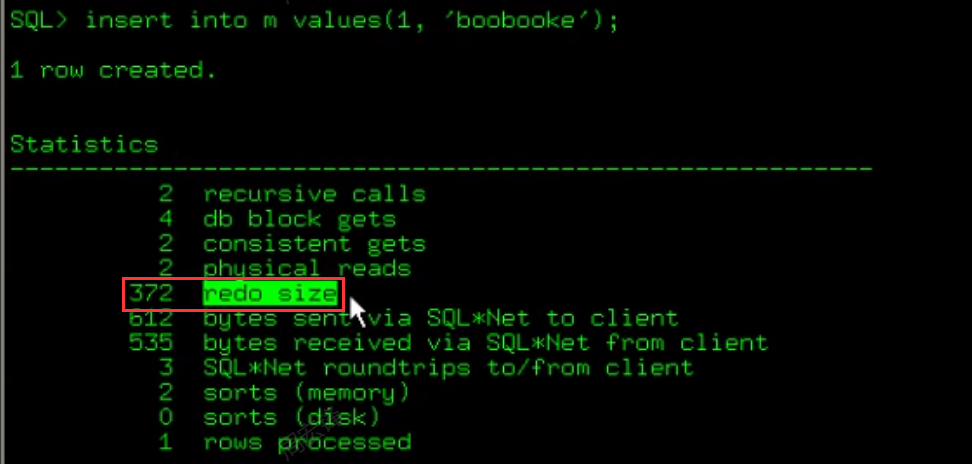 SQL> insert into m values(1, 'boobooke');
1 row created.
Statistics
----------------------------------------------------------
2 recursive calls
4 db block gets
2 consistent gets
2 physical reads
372 redo size
612 bytes sent via SQL*Net to client
535 bytes received via SQL*Net from client
3 SQL*Net roundtrips to/from client
2 sorts (memory)
0 sorts (disk)
1 rows processed